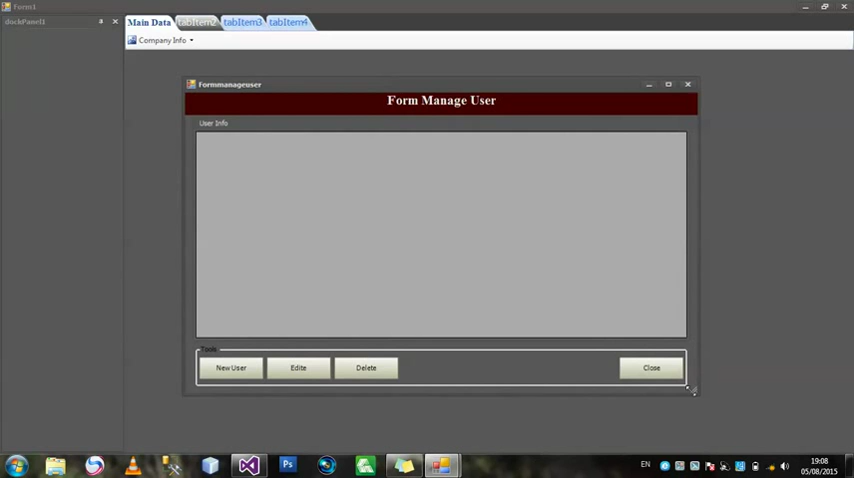 Form1
dockPanel1
Main Data tabItem2 tabItem3 tabItem4
Company Info
Formmanageuser
Form Manage User
User Info
Tools
New User Edite Delete Close
Ps
EN
19:08
05/08/2015